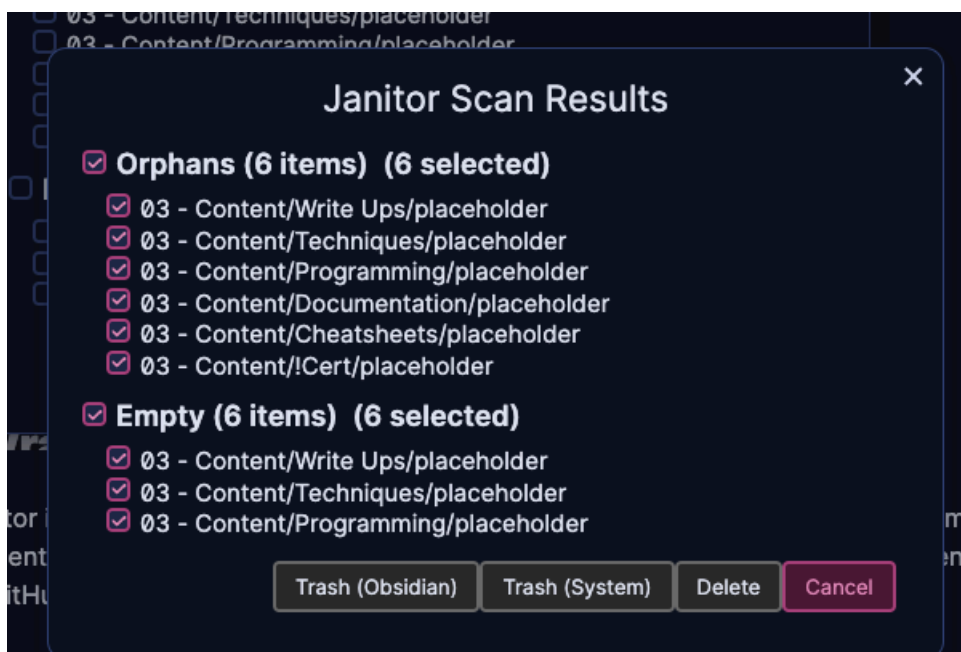 03 - Content/Techniques/placeholder
03 - Content/Programming/placeholder
Janitor Scan Results
Orphans (6 items) (6 selected)
03 - Content/Write Ups/placeholder
03 - Content/Techniques/placeholder
03 - Content/Programming/placeholder
03 - Content/Documentation/placeholder
03 - Content/Cheatsheets/placeholder
03 - Content/!Cert/placeholder
Empty (6 items) (6 selected)
03 - Content/Write Ups/placeholder
03 - Content/Techniques/placeholder
03 - Content/Programming/placeholder
Trash (Obsidian) Trash (System) Delete Cancel